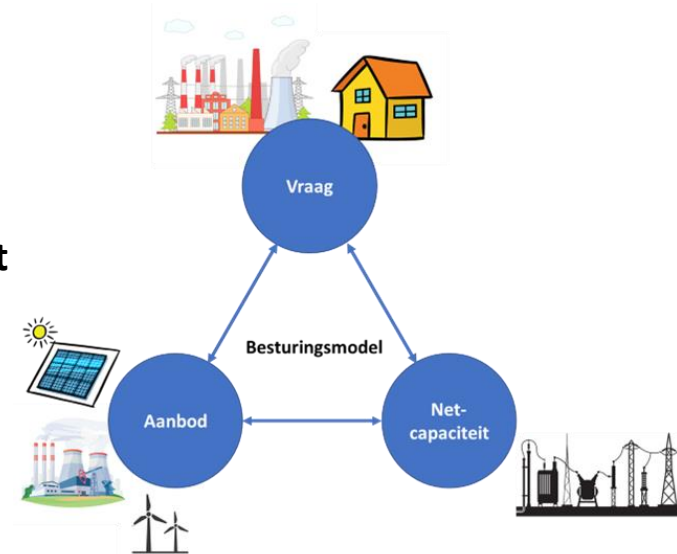 Vraag
t
Besturingsmodel
Aanbod
Net-
capaciteit